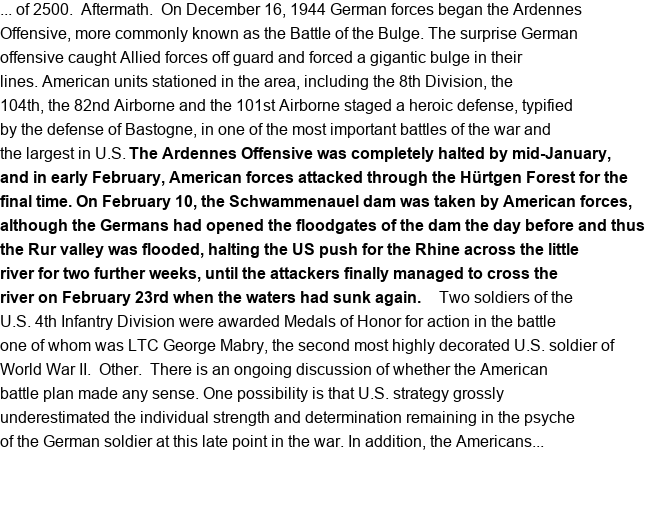 ... of 2500.  Aftermath.  On December 16, 1944 German forces began the Ardennes
Offensive, more commonly known as the Battle of the Bulge. The surprise German
offensive caught Allied forces off guard and forced a gigantic bulge in their
lines. American units stationed in the area, including the 8th Division, the
104th, the 82nd Airborne and the 101st Airborne staged a heroic defense, typified
by the defense of Bastogne, in one of the most important battles of the war and
the largest in U.S. The Ardennes Offensive was completely halted by mid-January,
and in early February, American forces attacked through the Hürtgen Forest for the
final time. On February 10, the Schwammenauel dam was taken by American forces,
although the Germans had opened the floodgates of the dam the day before and thus
the Rur valley was flooded, halting the US push for the Rhine across the little
river for two further weeks, until the attackers finally managed to cross the
river on February 23rd when the waters had sunk again.    Two soldiers of the
U.S. 4th Infantry Division were awarded Medals of Honor for action in the battle
one of whom was LTC George Mabry, the second most highly decorated U.S. soldier of
World War II.  Other.  There is an ongoing discussion of whether the American
battle plan made any sense. One possibility is that U.S. strategy grossly
underestimated the individual strength and determination remaining in the psyche
of the German soldier at this late point in the war. In addition, the Americans...